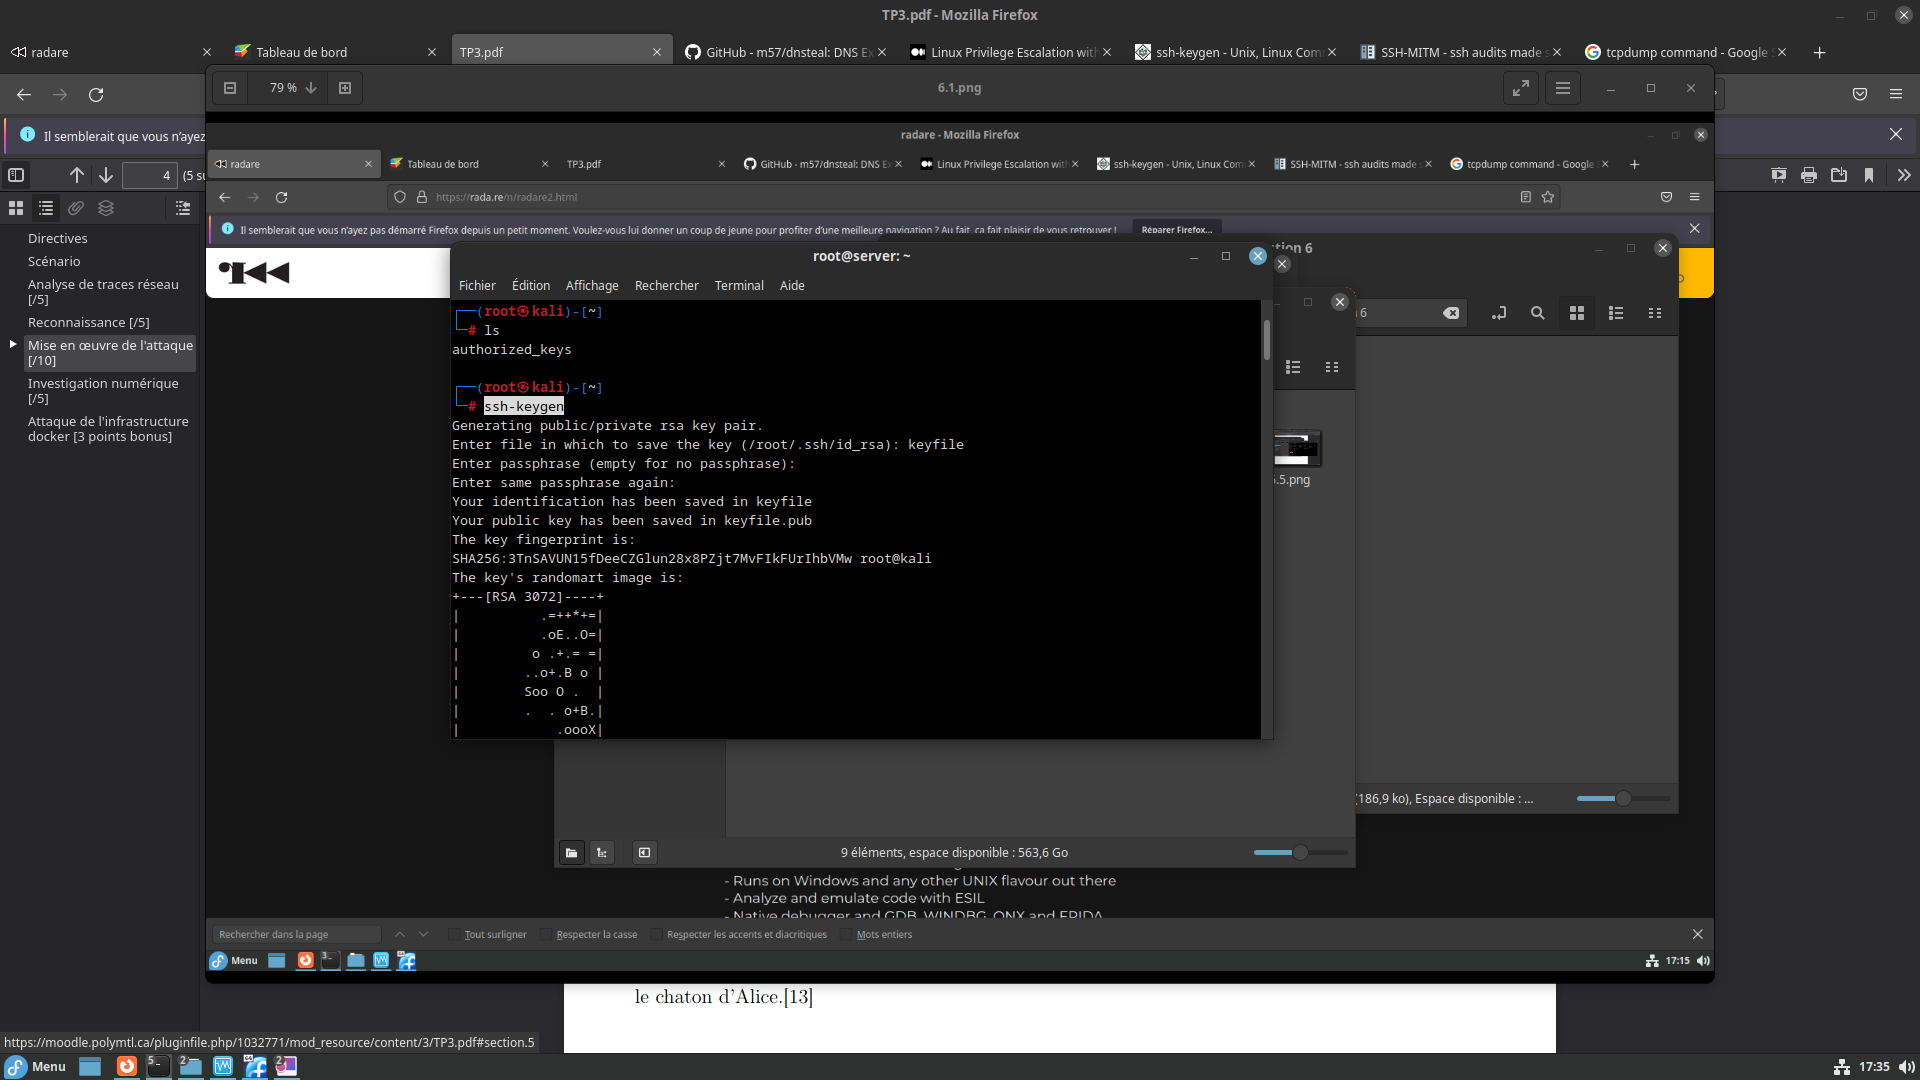 TP3.pdf - Mozilla Firefox
radare
Tableau de bord
TP3.pdf
GitHub - m57/dnsteal: DNS Ex
Linux Privilege Escalation with
ssh-keygen - Unix, Linux Com
SSH-MITM - ssh audits made s
tcpdump command - Google S
79 %
6.1.png
Il semblerait que vous n'ayez
4
(5 su
Directives
Scénario
Analyse de traces réseau
[/5]
Reconnaissance [/5]
Mise en œuvre de l'attaque
[/10]
Investigation numérique
[/5]
Attaque de l'infrastructure
docker [3 points bonus]
radare - Mozilla Firefox
radare
Tableau de bord
TP3.pdf
GitHub - m57/dnsteal: DNS Ex
Linux Privilege Escalation with
ssh-keygen - Unix, Linux Com
SSH-MITM - ssh audits made s
tcpdump command - Google S
https://rada.re/n/radare2.html
Il semblerait que vous n'ayez pas démarré Firefox depuis un petit moment. Voulez-vous lui donner un coup de jeune pour profiter d'une meilleure navigation ? Au fait, ça fait plaisir de vous retrouver !
Réparer Firefox...
ction 6
6
root@server: ~
Fichier Édition Affichage Rechercher Terminal Aide
┌──(root㉿kali)-[~]
└─# ls
authorized_keys
┌──(root㉿kali)-[~]
└─# ssh-keygen
Generating public/private rsa key pair.
Enter file in which to save the key (/root/.ssh/id_rsa): keyfile
Enter passphrase (empty for no passphrase):
Enter same passphrase again:
Your identification has been saved in keyfile
Your public key has been saved in keyfile.pub
The key fingerprint is:
SHA256:3TnSAVUN15fDeeCZGlun28x8PZjt7MvFIkFUrIhbVMw root@kali
The key's randomart image is:
+---[RSA 3072]----+
|          .=++*+=|
|          .oE..O=|
|         o .+.= =|
|        ..o+.B o |
|        Soo O .  |
|        .  . o+B.|
|            .oooX|
.5.png
(186,9 ko), Espace disponible : ...
9 éléments, espace disponible : 563,6 Go
- Runs on Windows and any other UNIX flavour out there
- Analyze and emulate code with ESIL
- Native debugger and GDB, WINDBG, QNX and FRIDA
Rechercher dans la page
Tout surligner
Respecter la casse
Respecter les accents et diacritiques
Mots entiers
Menu
3
17:15
le chaton d'Alice.[13]
https://moodle.polymtl.ca/pluginfile.php/1032771/mod_resource/content/3/TP3.pdf#section.5
Menu
5
2
2
17:35